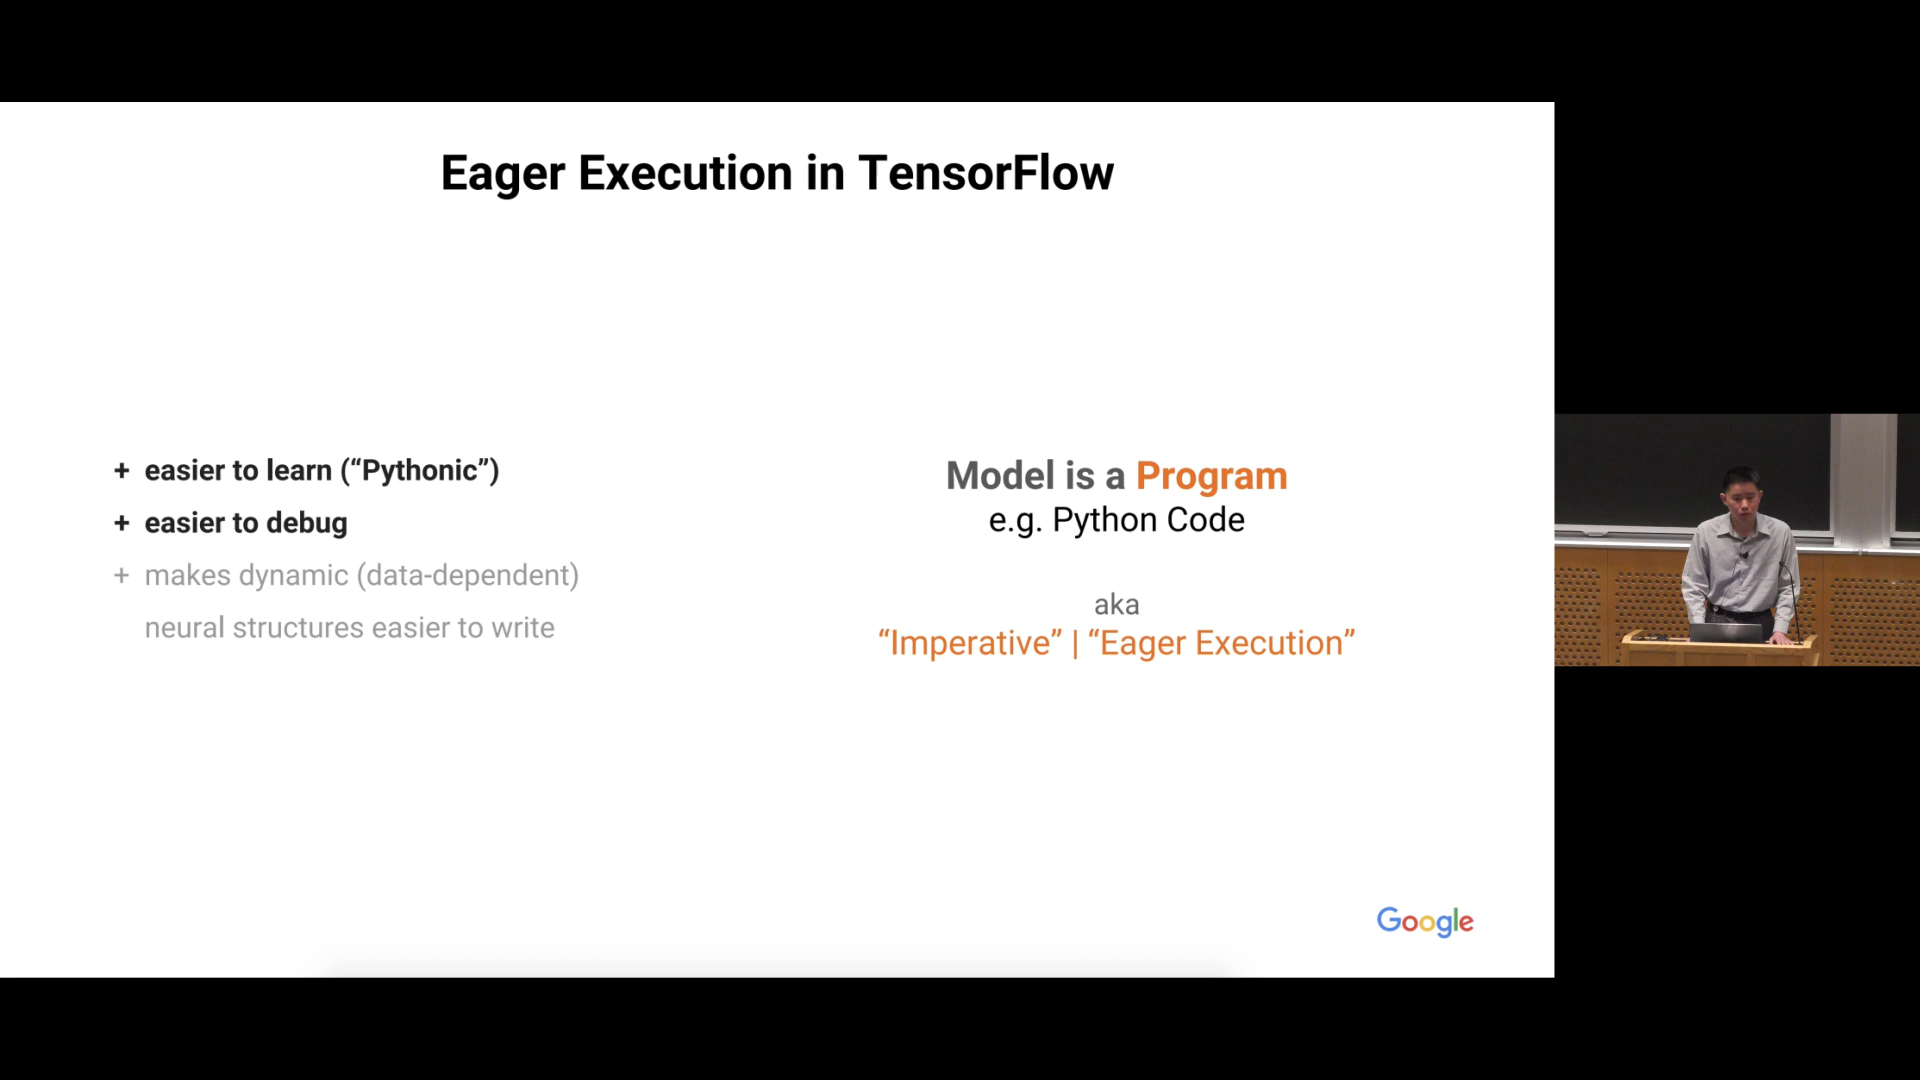 Eager Execution in TensorFlow
+ easier to learn (“Pythonic”)
+ easier to debug
+ makes dynamic (data-dependent)
neural structures easier to write
Model is a Program
e.g. Python Code
aka
“Imperative” | “Eager Execution”
Google